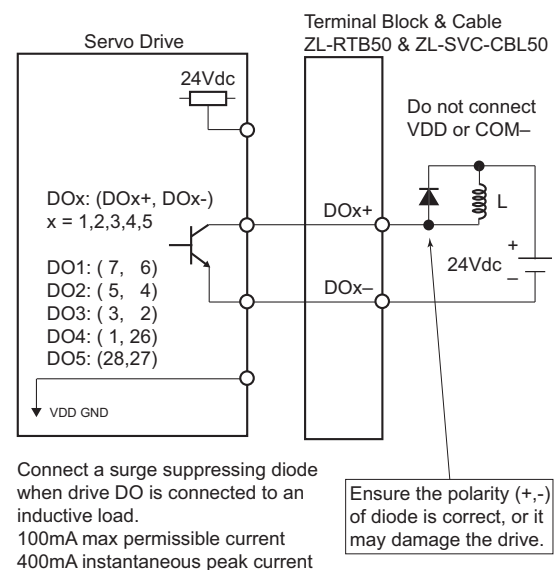 Terminal Block & Cable
ZL-RTB50 & ZL-SVC-CBL50
Servo Drive
24Vdc
Do not connect
VDD or COM–
DOx: (DOx+, DOx-)
x = 1,2,3,4,5
DOx+
L
DO1: ( 7, 6)
DO2: ( 5, 4)
DO3: ( 3, 2)
DO4: ( 1, 26)
DO5: (28,27)
DOx–
+
24Vdc
–
VDD GND
Connect a surge suppressing diode
when drive DO is connected to an
inductive load.
100mA max permissible current
400mA instantaneous peak current
Ensure the polarity (+,-)
of diode is correct, or it
may damage the drive.